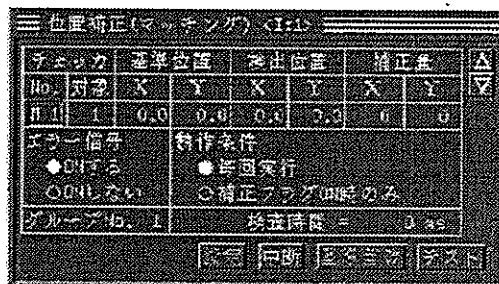 位置補正(マッチング) <I:1>
チェッカ 基準位置 検出位置 補正量
No. 対象 X Y X Y X Y
M 1 1 0.0 0.0 0.0 0.0 0 0
エラー信号 動作条件
ONする 毎回実行
ONしない 補正フラグON時のみ
グループNo. 1 検査時間 =
中断 テスト